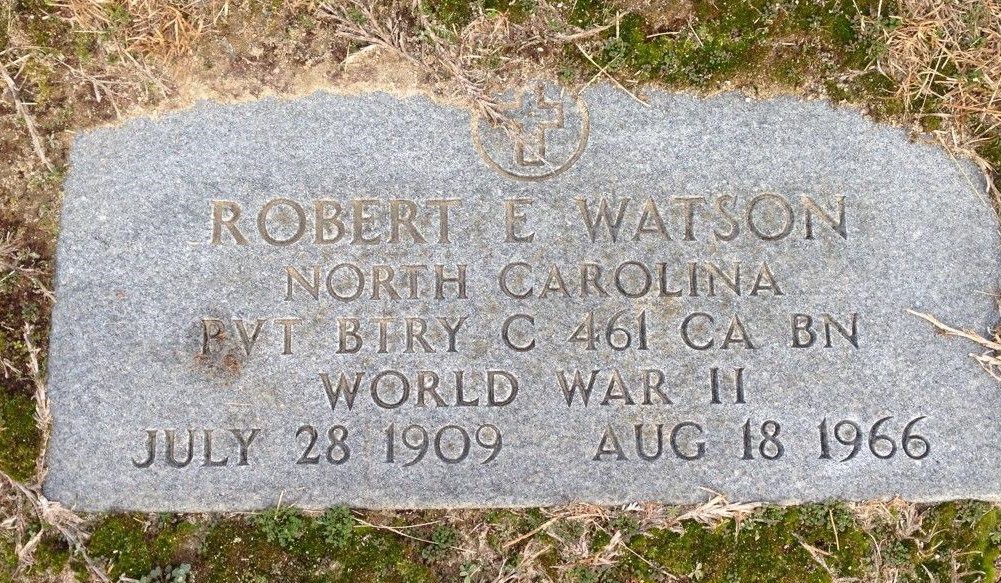 ROBERT E WATSON
NORTH CAROLINA
PVT BTRY C 461 CA BN
WORLD WAR II
JULY 28 1909 AUG 18 1966